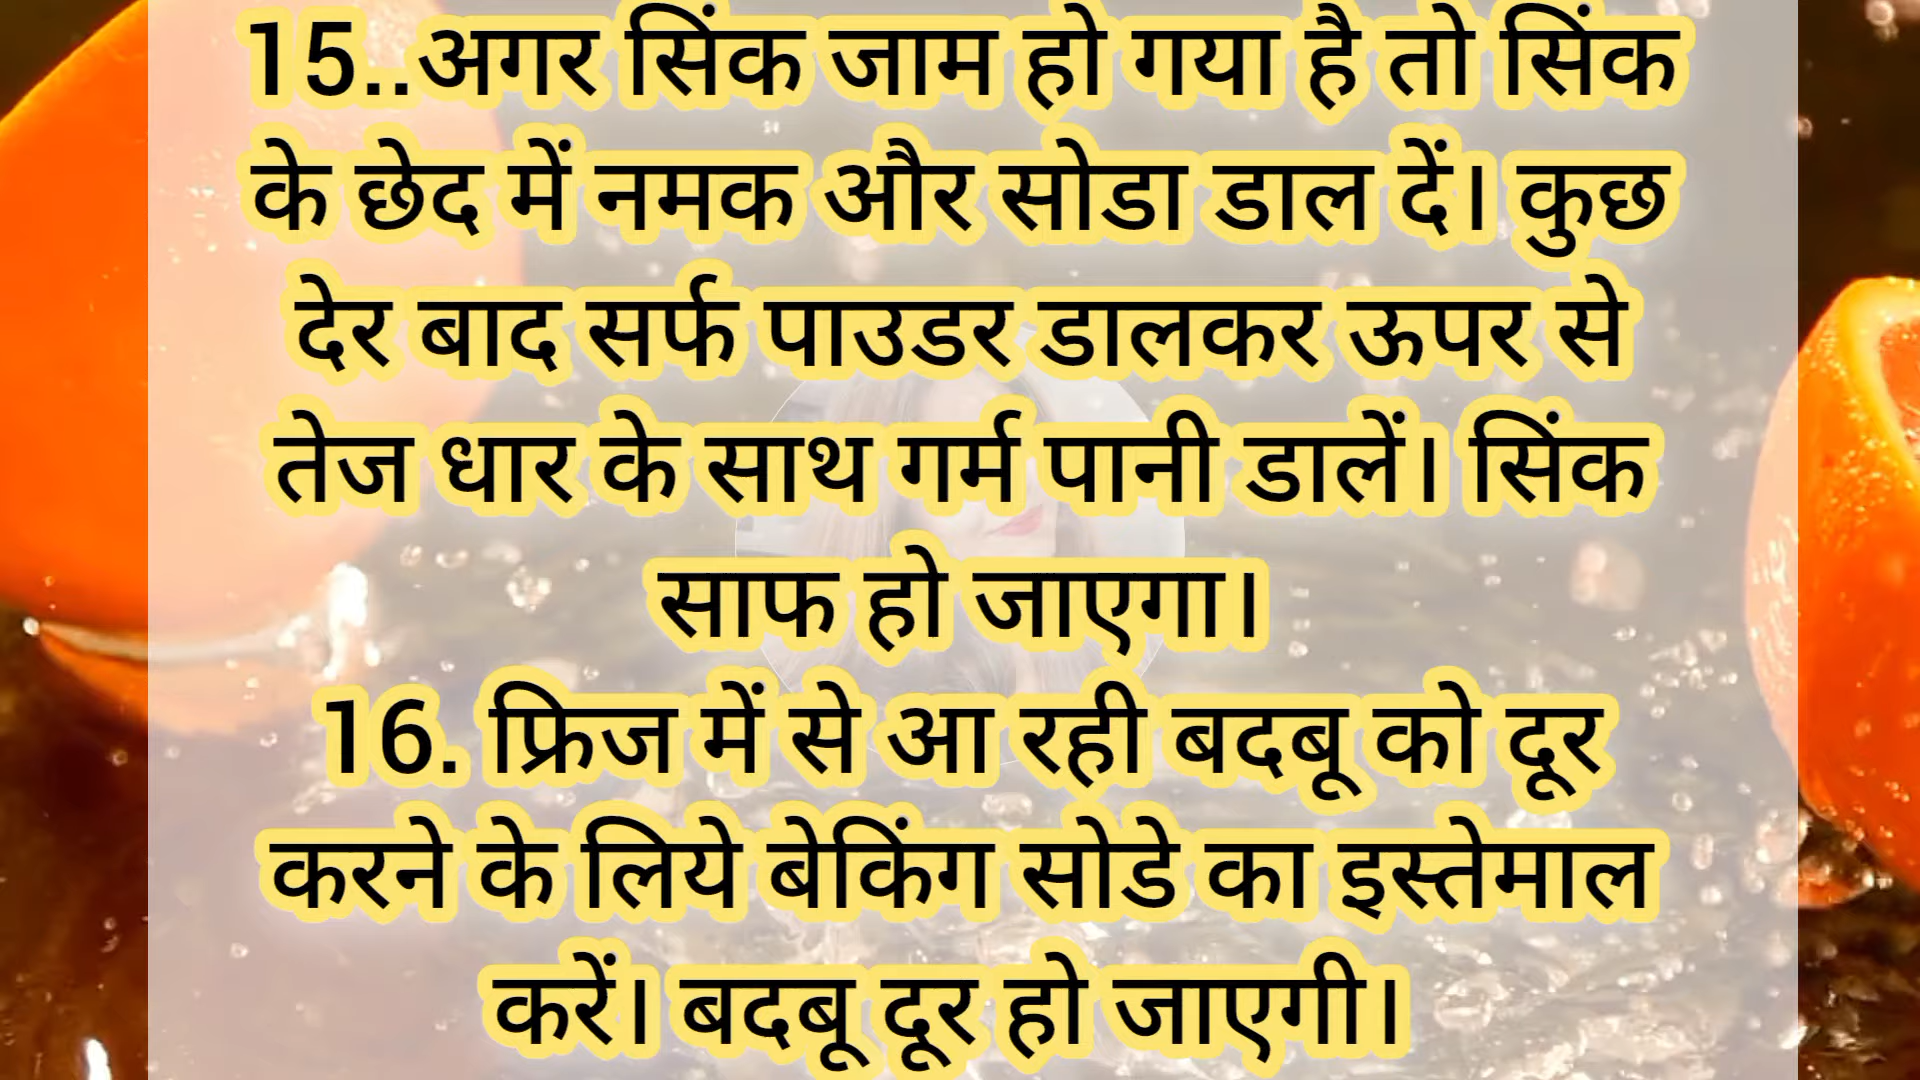 15..अगर सिंक जाम हो गया है तो सिंक
के छेद में नमक और सोडा डाल दें। कुछ
देर बाद सर्फ पाउडर डालकर ऊपर से
तेज धार के साथ गर्म पानी डालें। सिंक
साफ हो जाएगा।
16. फ्रिज में से आ रही बदबू को दूर
करने के लिये बेकिंग सोडे का इस्तेमाल
करें। बदबू दूर हो जाएगी।